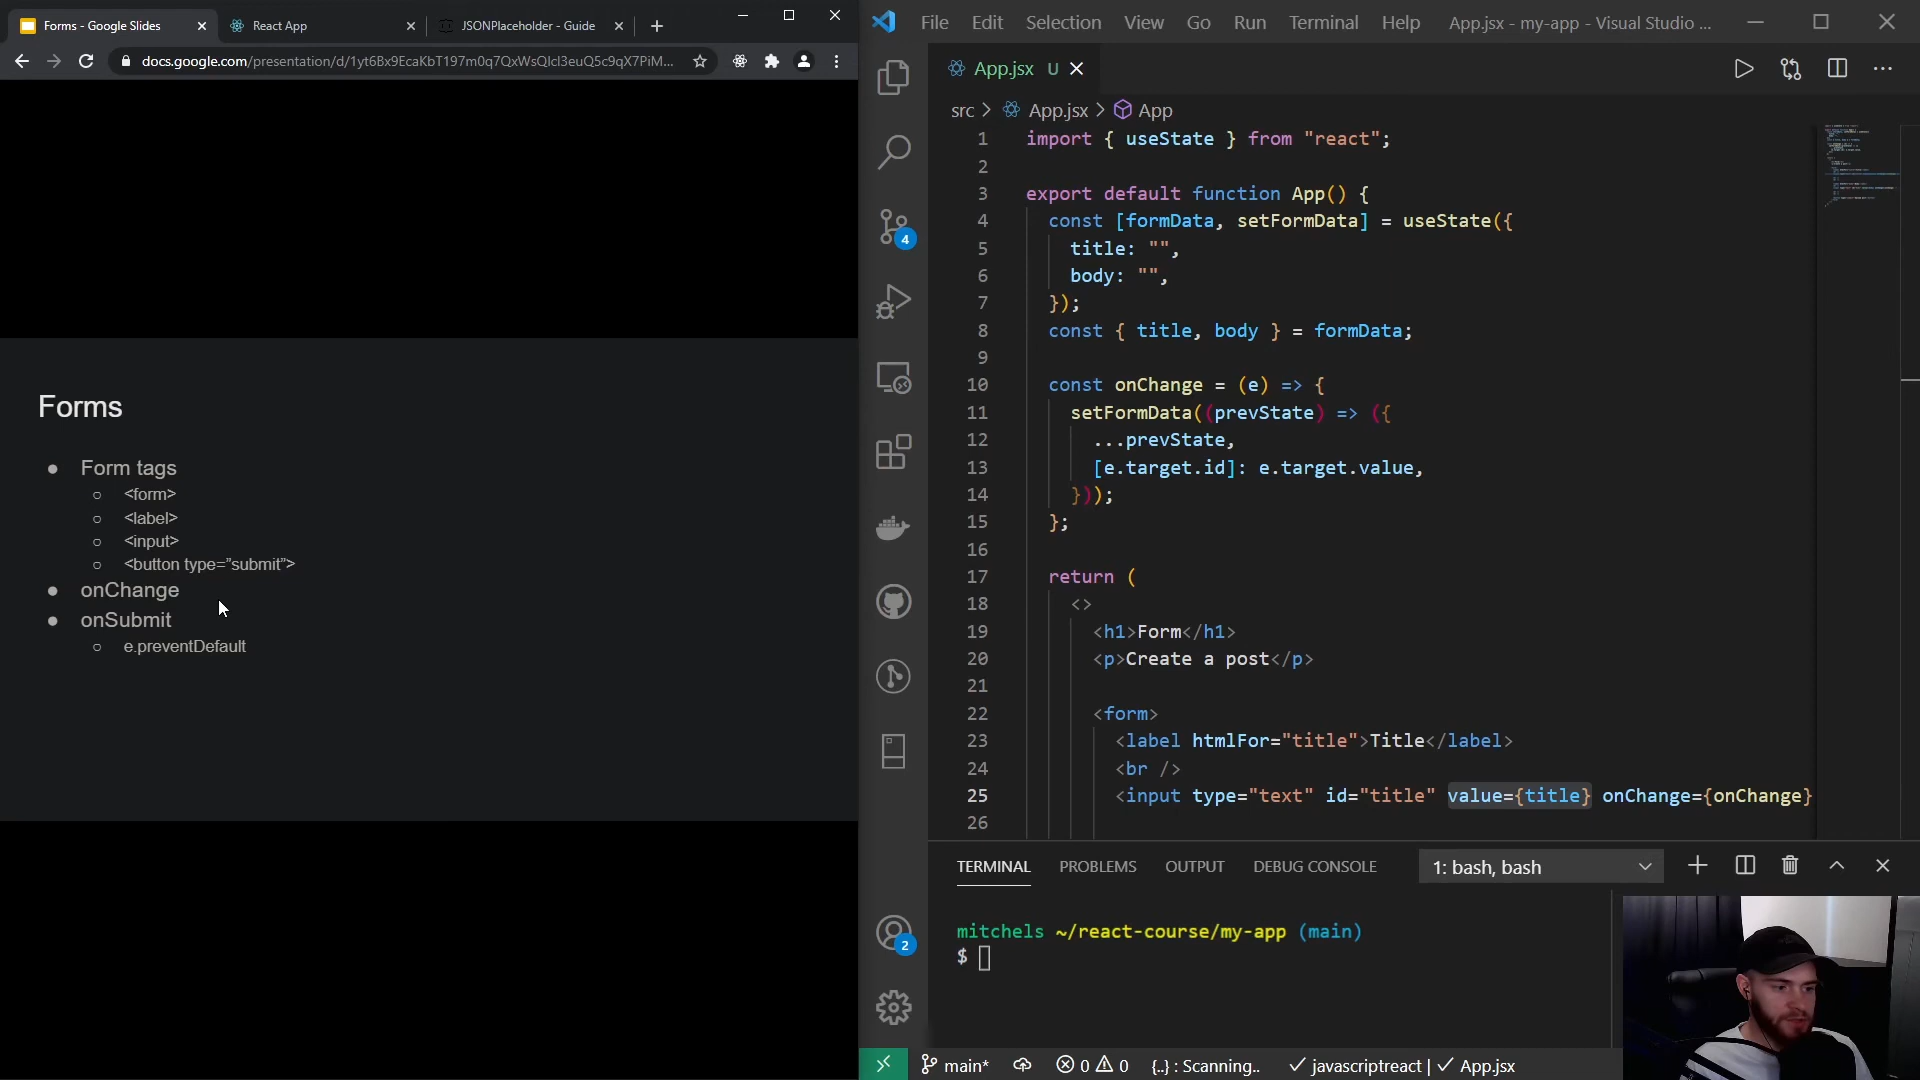 Forms - Google Slides
React App
JSONPlaceholder - Guide
docs.google.com/presentation/d/1yt6Bx9EcaKbT197m0q7QxWsQlcl3euQ5c9qX7PiM...
Forms
Form tags
<form>
<label>
<input>
<button type="submit">
onChange
onSubmit
e.preventDefault
File Edit Selection View Go Run Terminal Help App.jsx - my-app - Visual Studio ...
App.jsx U
src > App.jsx > App
1 import { useState } from "react";
2
3 export default function App() {
4 const [formData, setFormData] = useState({
5 title: "",
6 body: "",
7 });
8 const { title, body } = formData;
9
10 const onChange = (e) => {
11 setFormData((prevState) => ({
12 ...prevState,
13 [e.target.id]: e.target.value,
14 }));
15 };
16
17 return (
18 <>
19 <h1>Form</h1>
20 <p>Create a post</p>
21
22 <form>
23 <label htmlFor="title">Title</label>
24 <br />
25 <input type="text" id="title" value={title} onChange={onChange}
26
4
2
TERMINAL PROBLEMS OUTPUT DEBUG CONSOLE 1: bash, bash
mitchels ~/react-course/my-app (main)
$
main* 0 0 {..} : Scanning.. javascriptreact | App.jsx